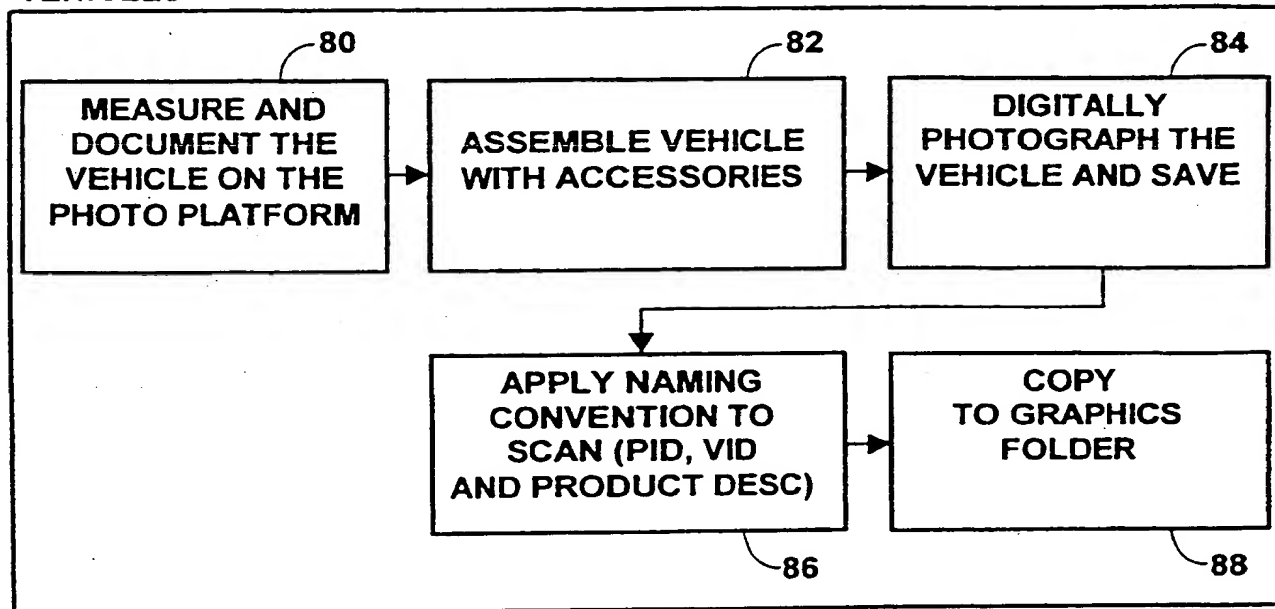 80
MEASURE AND
DOCUMENT THE
VEHICLE ON THE
PHOTO PLATFORM
82
ASSEMBLE VEHICLE
WITH ACCESSORIES
84
DIGITALLY
PHOTOGRAPH THE
VEHICLE AND SAVE
APPLY NAMING
CONVENTION TO
SCAN (PID, VID
AND PRODUCT DESC)
86
COPY
TO GRAPHICS
FOLDER
88